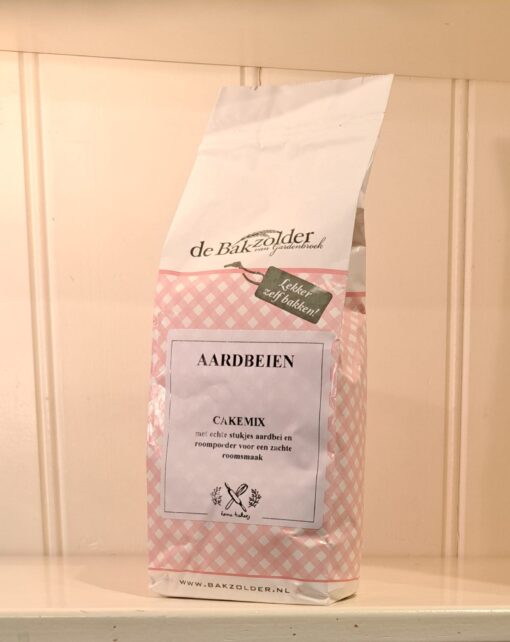 de Bakzolder
van Gardenbroek
Lekker
zelf bakken!
AARDBEIEN
CAKEMIX
met echte stukjes aardbei en
roompoeder voor een zachte
roomsmaak
WWW.BAKZOLDER.NL